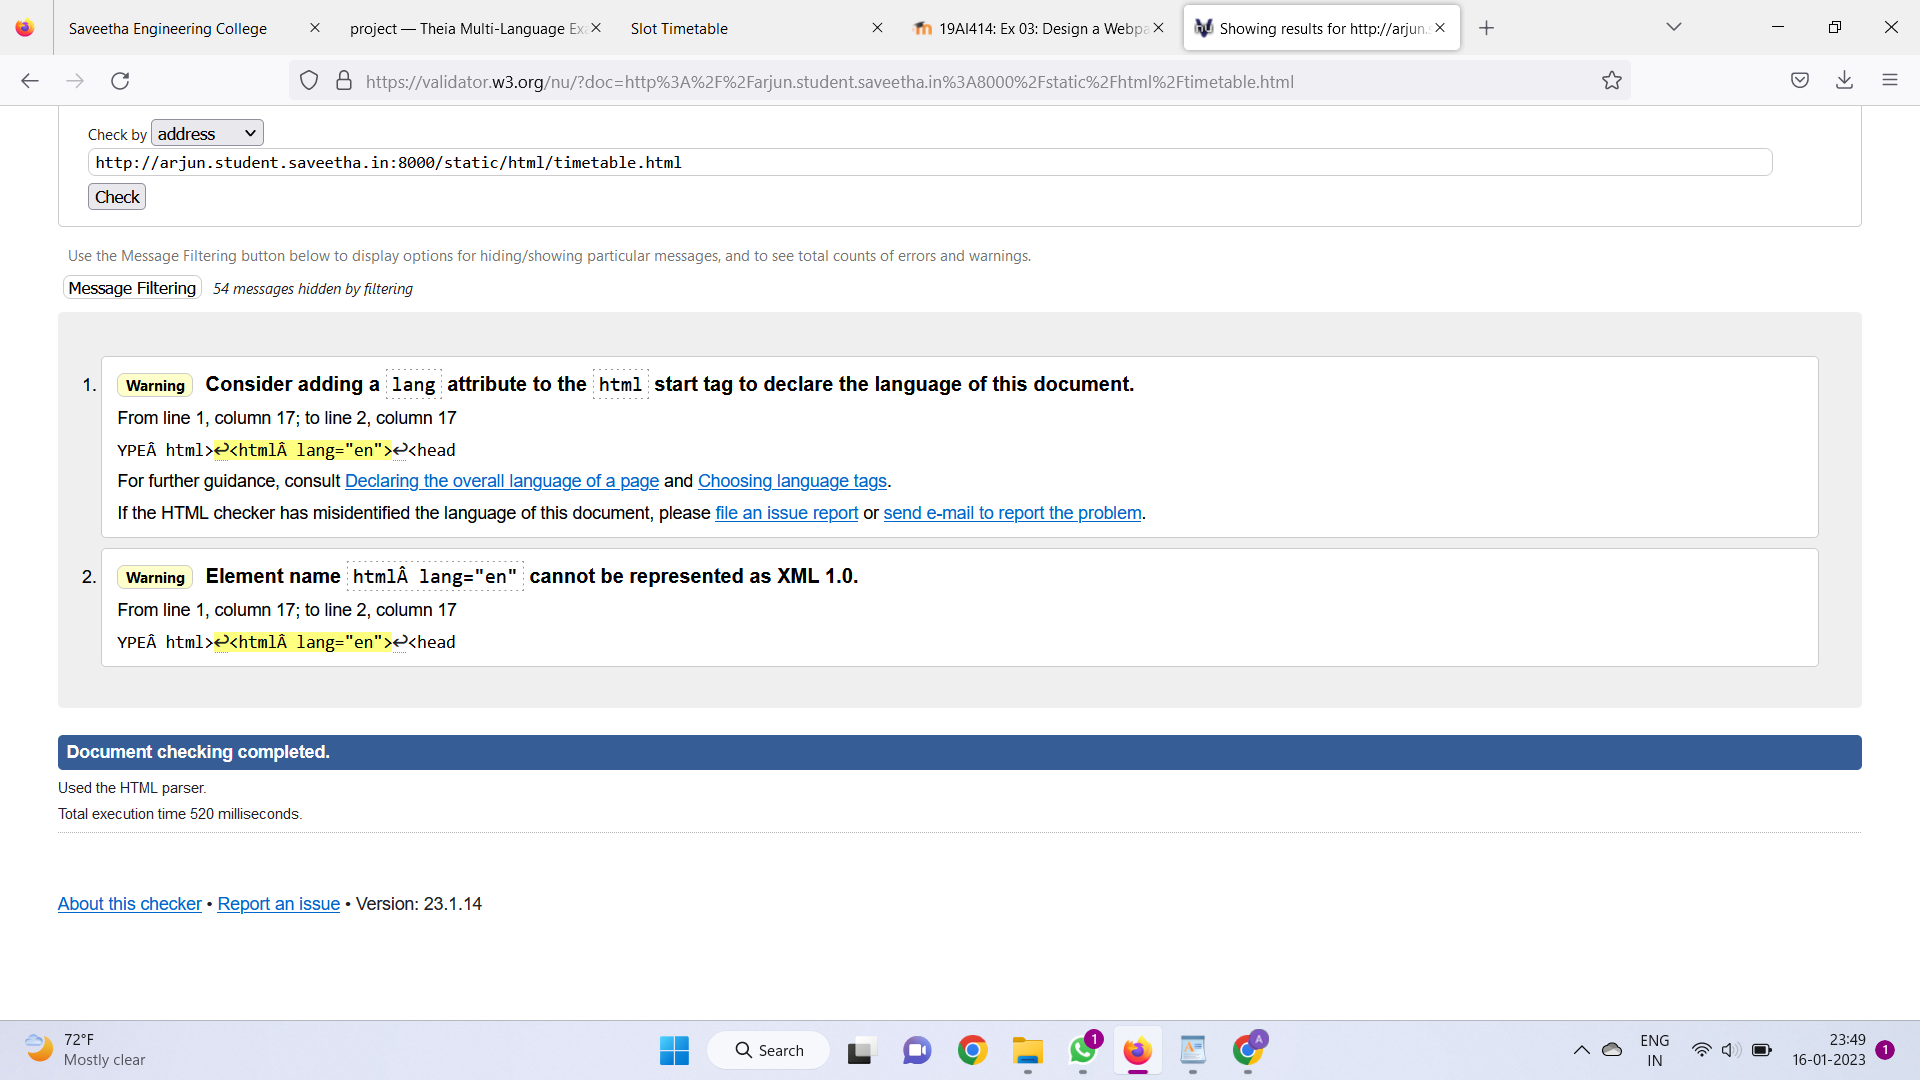 Saveetha Engineering College
project — Theia Multi-Language Ex
Slot Timetable
19AI414: Ex 03: Design a Webpa
Showing results for http://arjun.s
https://validator.w3.org/nu/?doc=http%3A%2F%2Farjun.student.saveetha.in%3A8000%2Fstatic%2Fhtml%2Ftimetable.html
Check by address
http://arjun.student.saveetha.in:8000/static/html/timetable.html
Check
Use the Message Filtering button below to display options for hiding/showing particular messages, and to see total counts of errors and warnings.
Message Filtering 54 messages hidden by filtering
1. Warning Consider adding a lang attribute to the html start tag to declare the language of this document.
From line 1, column 17; to line 2, column 17
YPEÂ html>↩<htmlÂ lang="en">↩<head
For further guidance, consult Declaring the overall language of a page and Choosing language tags.
If the HTML checker has misidentified the language of this document, please file an issue report or send e-mail to report the problem.
2. Warning Element name htmlÂ lang="en" cannot be represented as XML 1.0.
From line 1, column 17; to line 2, column 17
YPEÂ html>↩<htmlÂ lang="en">↩<head
Document checking completed.
Used the HTML parser.
Total execution time 520 milliseconds.
About this checker • Report an issue • Version: 23.1.14
72°F
Mostly clear
Search
1
A
ENG
IN
23:49
16-01-2023
1